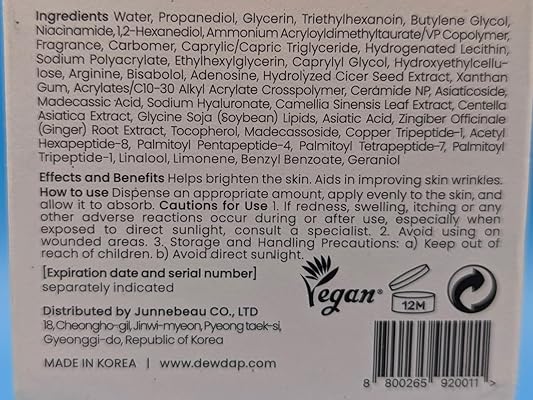 Ingredients Water, Propanediol, Glycerin, Triethylhexanoin, Butylene Glycol,
Niacinamide, 1,2-Hexanediol, Ammonium Acryloyldimethyltaurate/VP Copolymer,
Fragrance, Carbomer, Caprylic/Capric Triglyceride, Hydrogenated Lecithin,
Sodium Polyacrylate, Ethylhexylglycerin, Caprylyl Glycol, Hydroxyethylcellu-
lose, Arginine, Bisabolol, Adenosine, Hydrolyzed Cicer Seed Extract, Xanthan
Gum, Acrylates/C10-30 Alkyl Acrylate Crosspolymer, Ceramide NP, Asiaticoside,
Madecassic Acid, Sodium Hyaluronate, Camellia Sinensis Leaf Extract, Centella
Asiatica Extract, Glycine Soja (Soybean) Lipids, Asiatic Acid, Zingiber Officinale
(Ginger) Root Extract, Tocopherol, Madecassoside, Copper Tripeptide-1, Acetyl
Hexapeptide-8, Palmitoyl Pentapeptide-4, Palmitoyl Tetrapeptide-7, Palmitoyl
Tripeptide-1, Linalool, Limonene, Benzyl Benzoate, Geraniol
Effects and Benefits Helps brighten the skin. Aids in improving skin wrinkles.
How to use Dispense an appropriate amount, apply evenly to the skin, and
allow it to absorb. Cautions for Use 1. If redness, swelling, itching or any
other adverse reactions occur during or after use, especially when
exposed to direct sunlight, consult a specialist. 2. Avoid using on
wounded areas. 3. Storage and Handling Precautions: a) Keep out of
reach of children. b) Avoid direct sunlight.
[Expiration date and serial number]
separately indicated
Vegan®
12M
Distributed by Junnebeau CO., LTD
18, Cheongho-gil, Jinwi-myeon, Pyeong taek-si,
Gyeonggi-do, Republic of Korea
MADE IN KOREA | www.dewdap.com
8 800265 920011 >